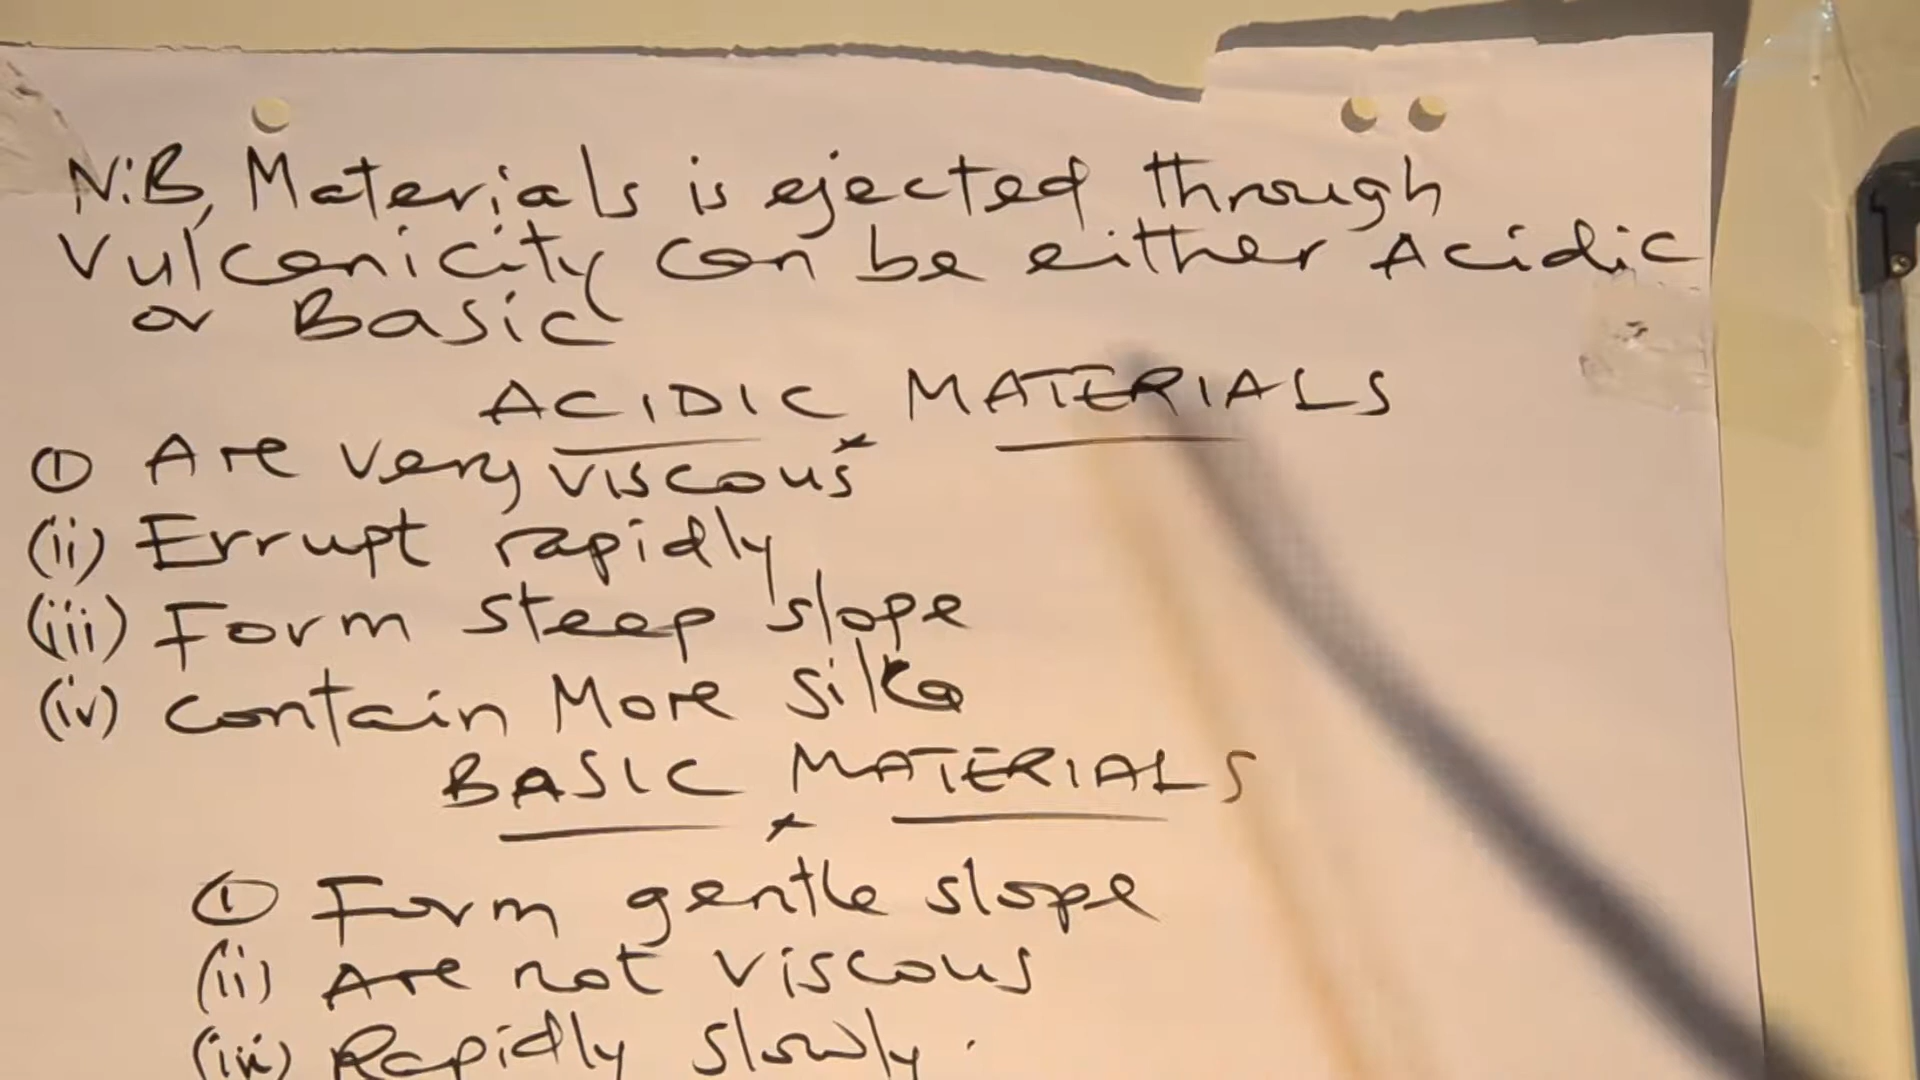 N:B, Materials is ejected through
Vulcanicity can be either Acidic
or Basic
ACIDIC MATERIALS
(i) Are very viscous
(ii) Errupt rapidly
(iii) Form steep slope
(iv) contain More silka
BASIC MATERIALS
(i) Form gentle slope
(ii) Are not viscous
(iii) Rapidly slowly.